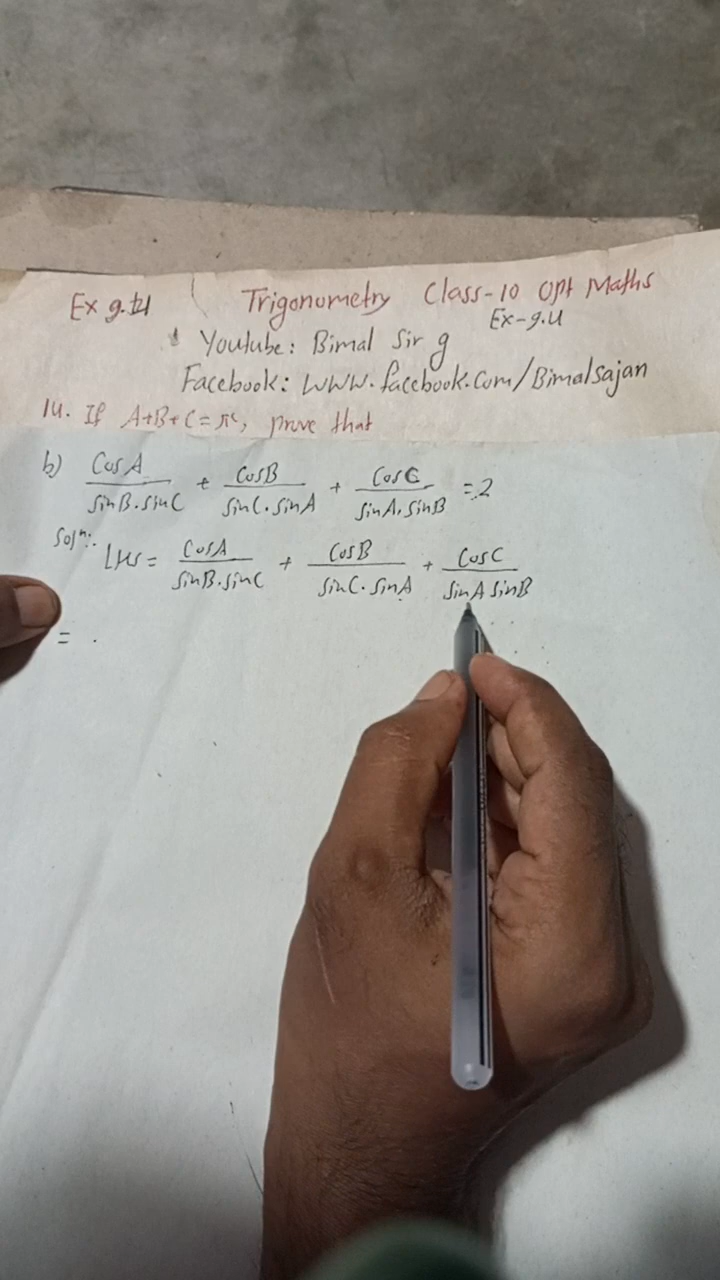 Ex 9.4 Trigonometry Class-10 Opt Maths
Ex-9.4
Youtube: Bimal Sir g
Facebook: www.facebook.com/Bimalsajan
14. If A+B+C=πᶜ, prove that
b) CosA/sinB.sinC + CosB/sinC.sinA + CosC/sinA.sinB = 2
Solⁿ:
LHS = CosA/sinB.sinC + CosB/sinC.sinA + CosC/sinA sinB
= .